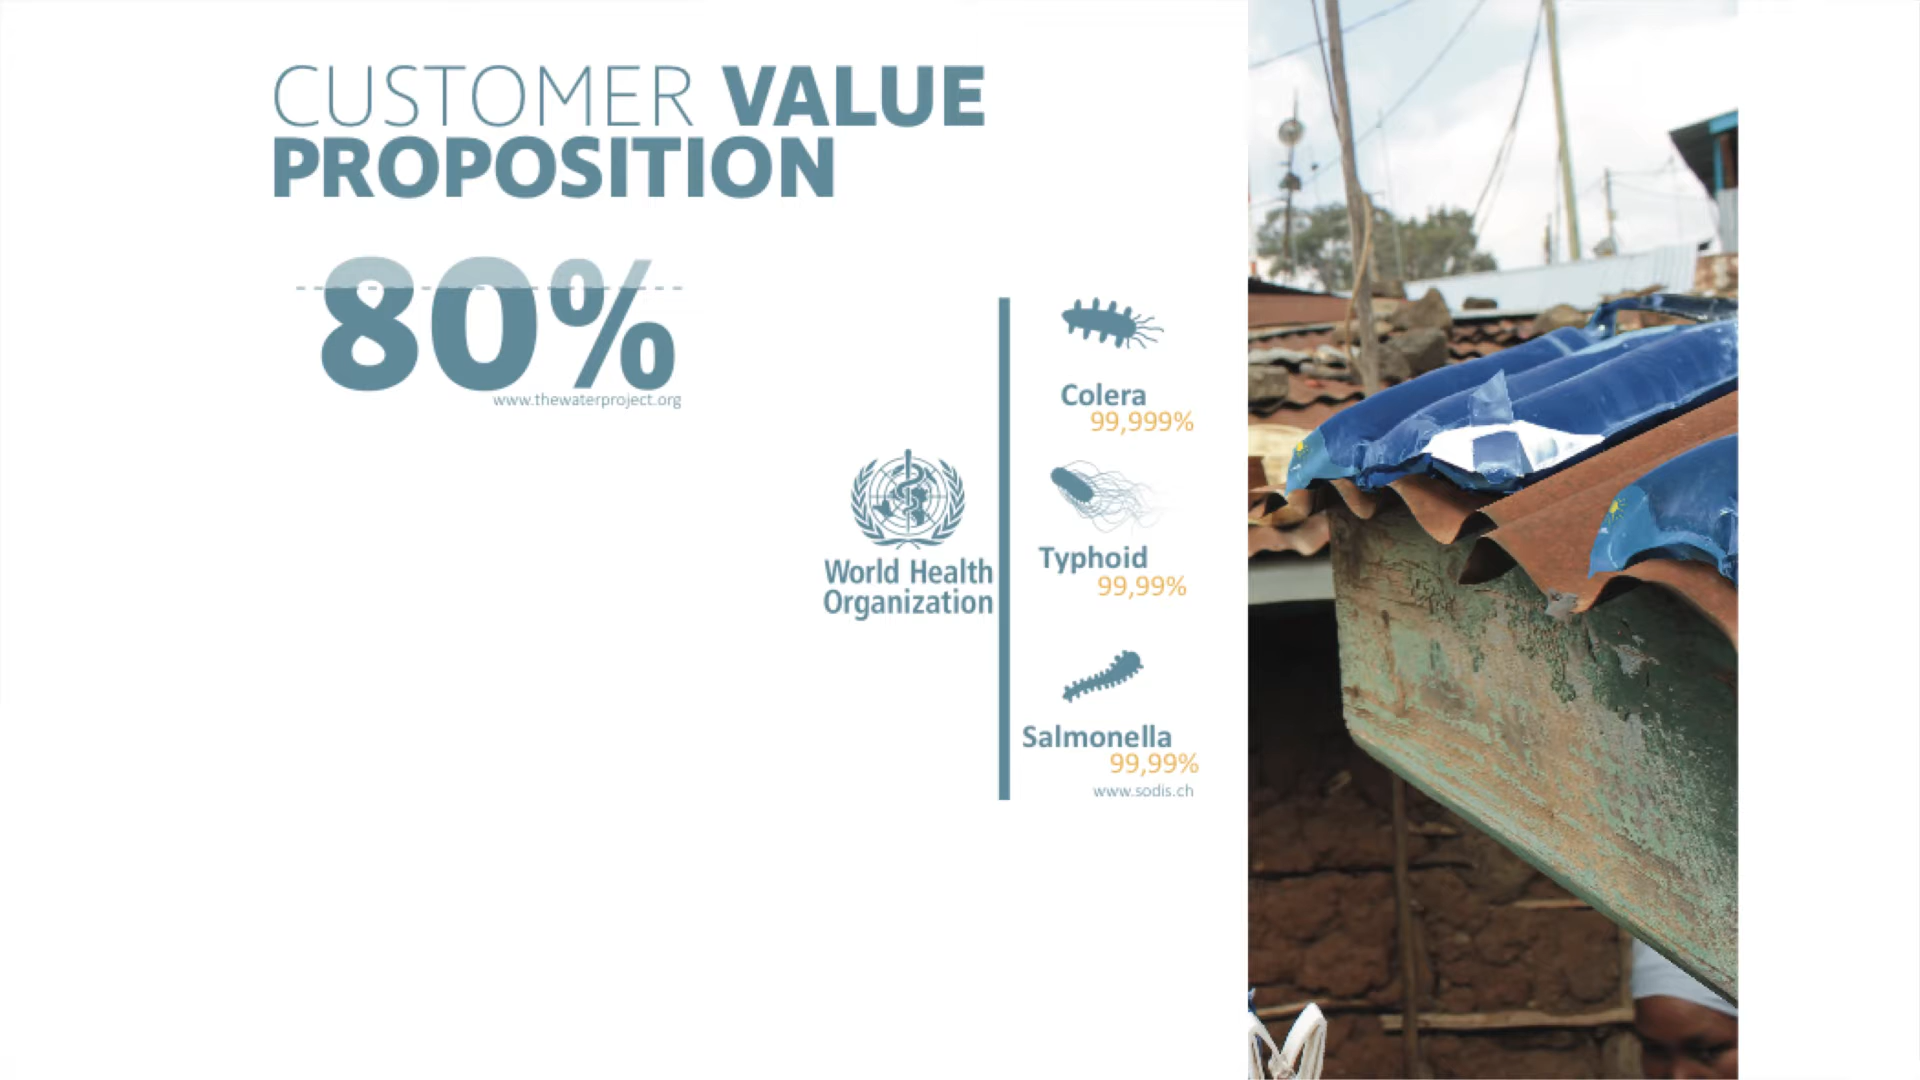 CUSTOMER VALUE
PROPOSITION
80%
www.thewaterproject.org
World Health
Organization
Colera
99,999%
Typhoid
99,99%
Salmonella
99,99%
www.sodis.ch